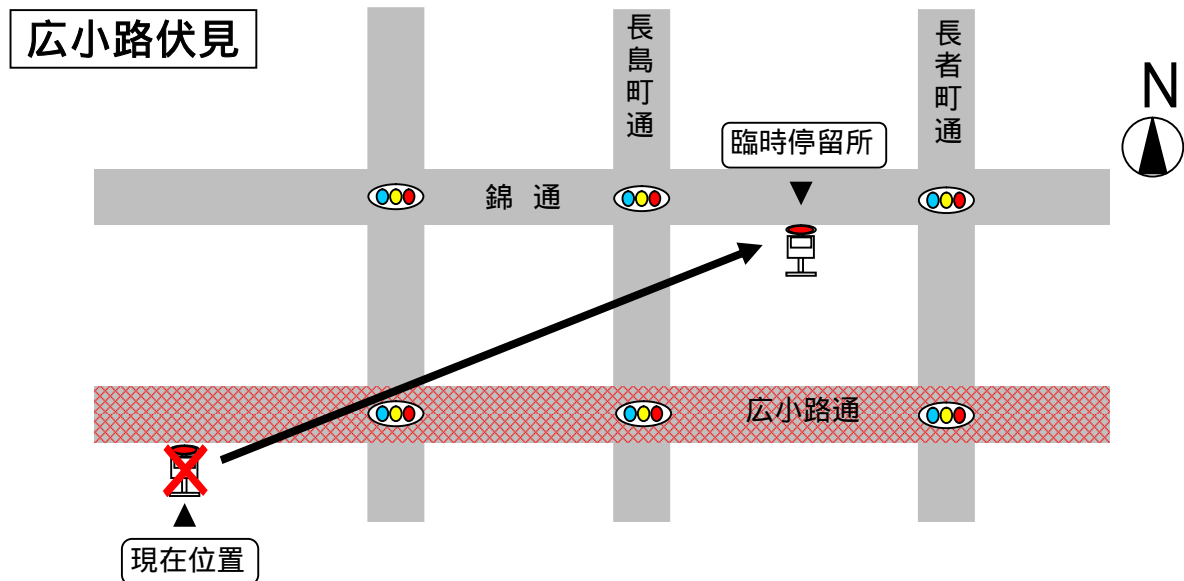 広小路伏見
長島町通
長者町通
N
臨時停留所
錦 通
広小路通
現在位置